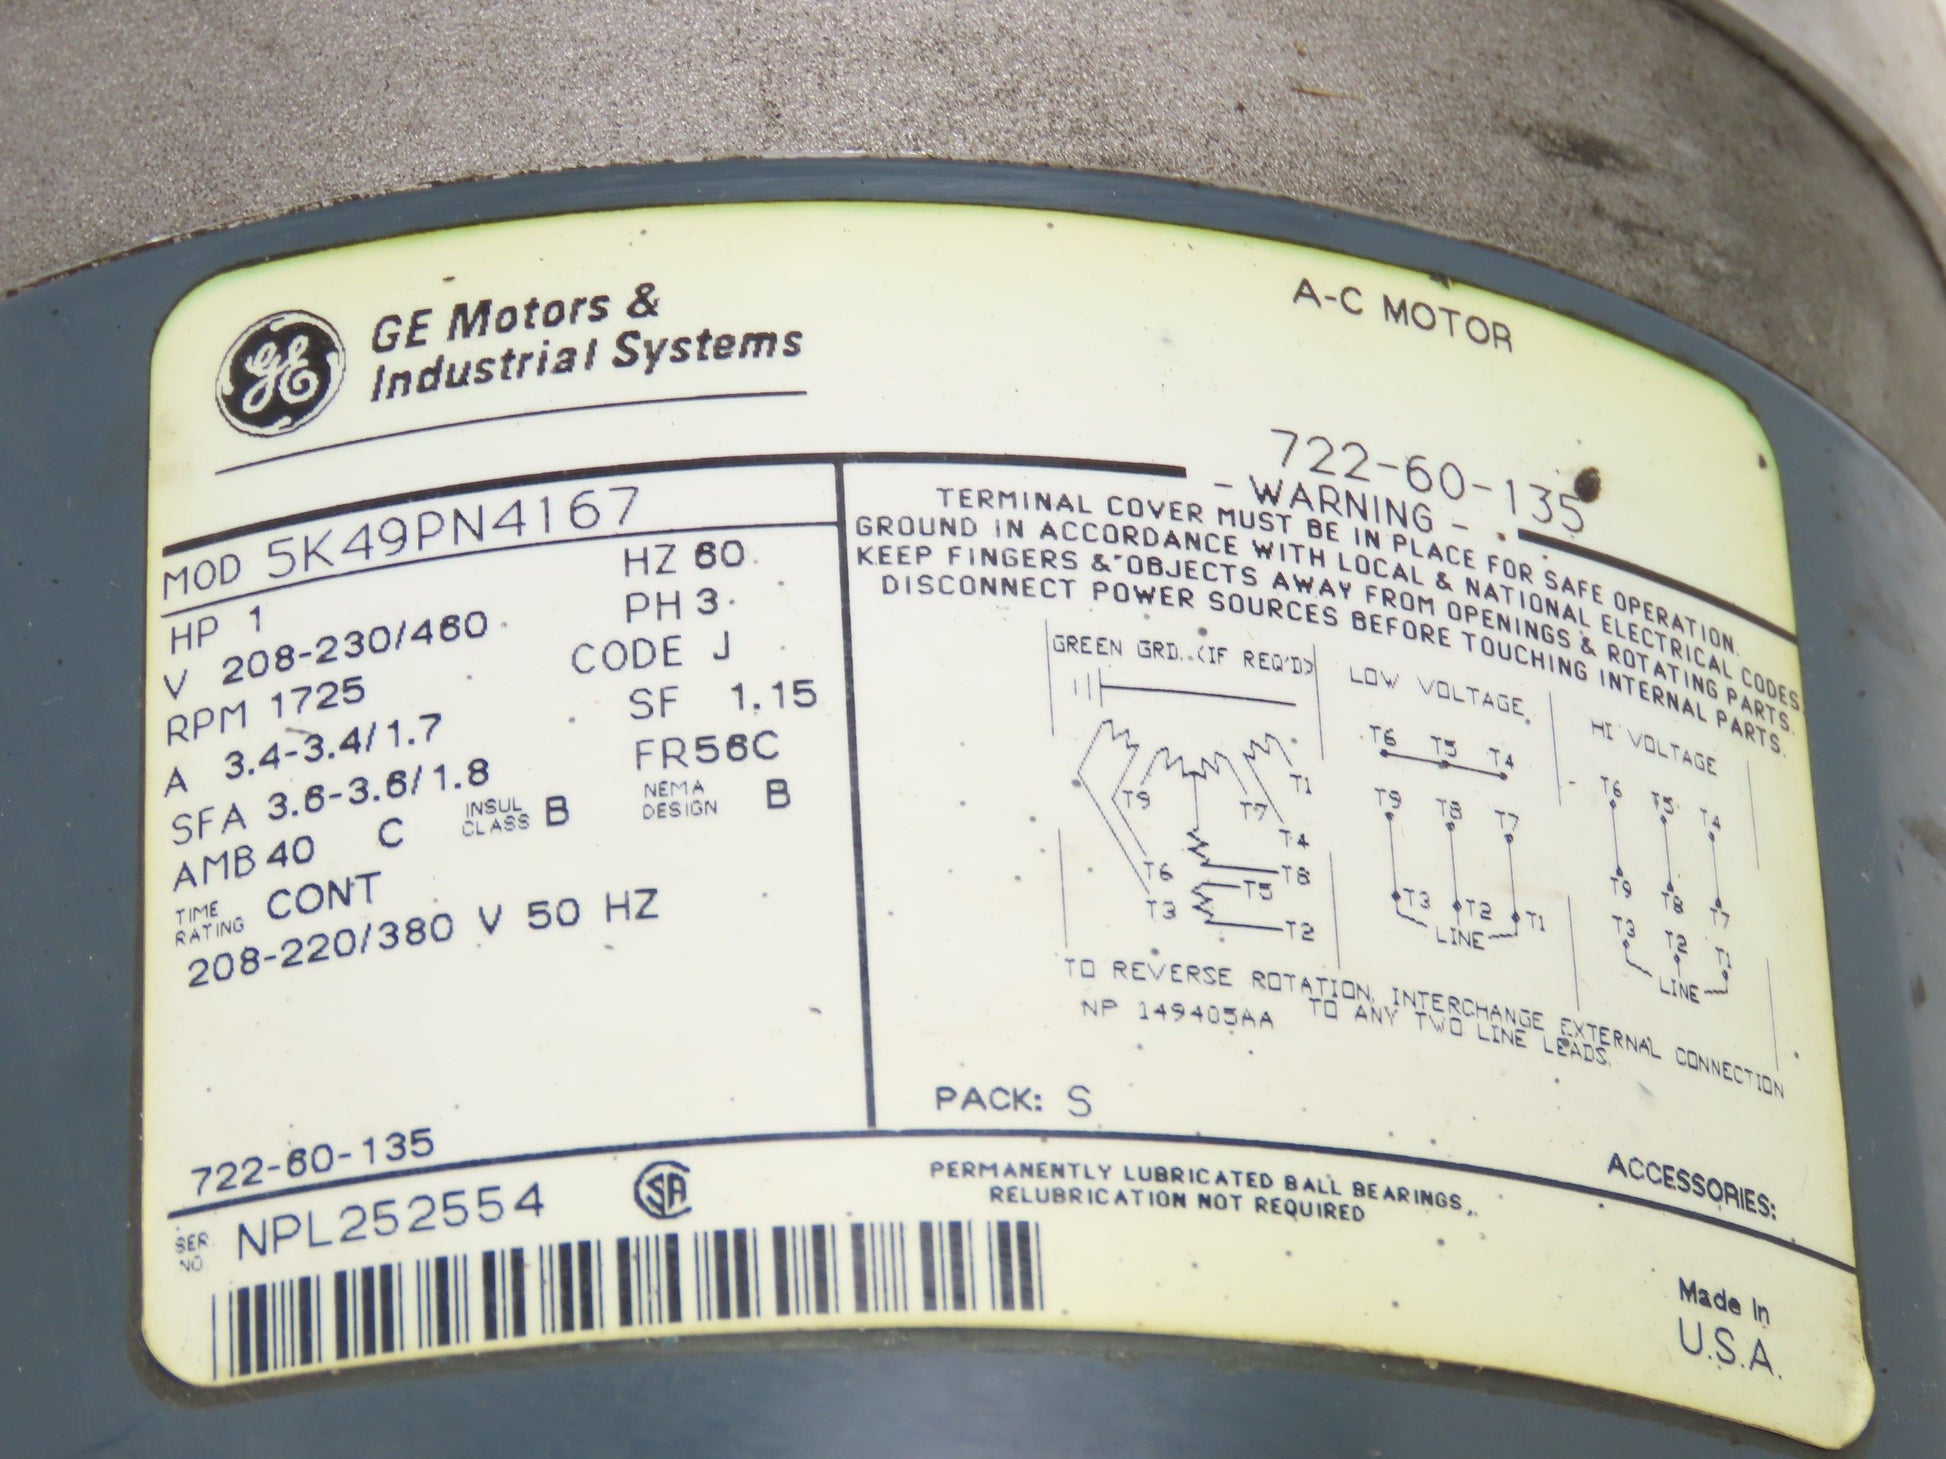 GE Motors &
Industrial Systems
A-C MOTOR
722-60-135
MOD 5K49PN4167
HP 1
HZ 60
V 208-230/460
PH 3
RPM 1725
CODE J
A 3.4-3.4/1.7
SF 1.15
SFA 3.6-3.6/1.8
FR56C
AMB 40 C
INSUL CLASS B
NEMA DESIGN B
TIME RATING CONT
208-220/380 V 50 HZ
722-60-135
- WARNING -
TERMINAL COVER MUST BE IN PLACE FOR SAFE OPERATION.
GROUND IN ACCORDANCE WITH LOCAL & NATIONAL ELECTRICAL CODES.
KEEP FINGERS & OBJECTS AWAY FROM OPENINGS & ROTATING PARTS.
DISCONNECT POWER SOURCES BEFORE TOUCHING INTERNAL PARTS.
GREEN GRD. (IF REQ'D)
T1
T9
T7
T4
T6
T8
T5
T3
T2
LOW VOLTAGE
T6 T5 T4
T9 T8 T7
T3 T2 T1
LINE
HI VOLTAGE
T6 T5 T4
T9 T8 T7
T3 T2 T1
LINE
TO REVERSE ROTATION, INTERCHANGE EXTERNAL CONNECTION
TO ANY TWO LINE LEADS.
NP 149405AA
PACK: S
SER. NO. NPL252554
SA
PERMANENTLY LUBRICATED BALL BEARINGS,
RELUBRICATION NOT REQUIRED
ACCESSORIES:
Made In
U.S.A.